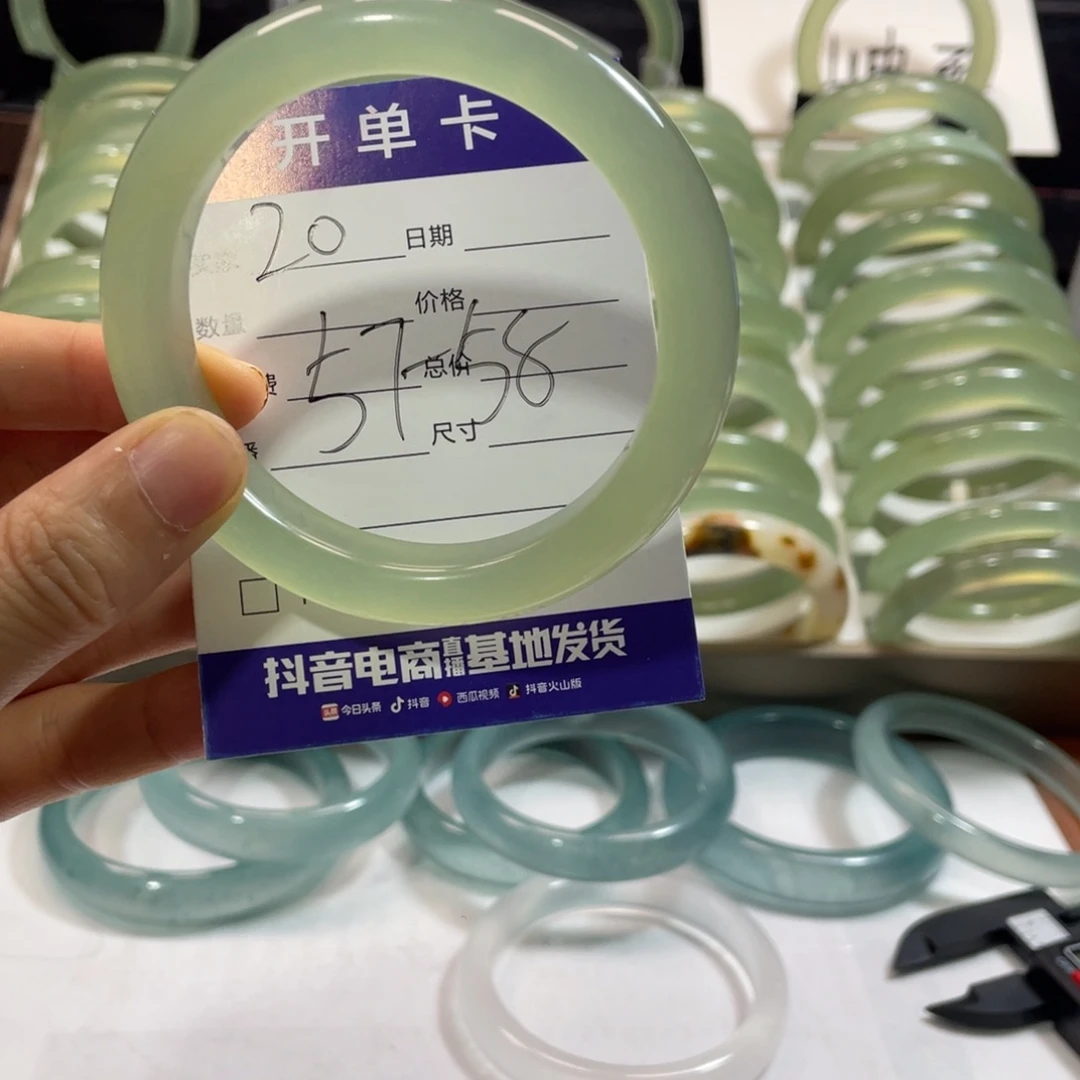 开单卡
20 日期
数量 价格
57-58
费 总价
尺寸
抖音电商直播基地发货
今日头条 抖音 西瓜视频 抖音火山版